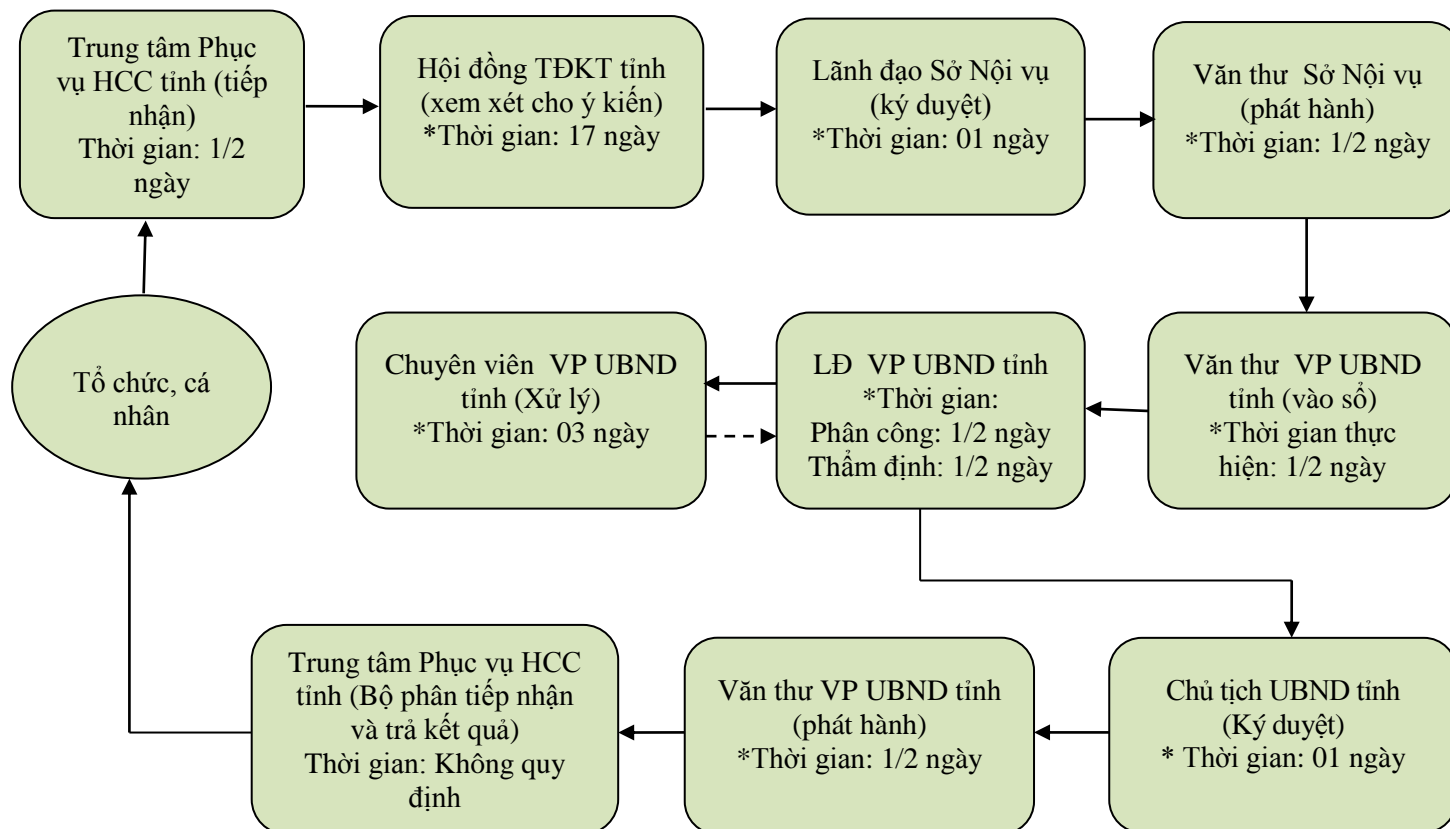 Trung tâm Phục
vụ HCC tỉnh (tiếp
nhận)
Thời gian: 1/2
ngày
Hội đồng TĐKT tỉnh
(xem xét cho ý kiến)
*Thời gian: 17 ngày
Lãnh đạo Sở Nội vụ
(ký duyệt)
*Thời gian: 01 ngày
Văn thư Sở Nội vụ
(phát hành)
*Thời gian: 1/2 ngày
Tổ chức, cá
nhân
Chuyên viên VP UBND
tỉnh (Xử lý)
*Thời gian: 03 ngày
LĐ VP UBND tỉnh
*Thời gian:
Phân công: 1/2 ngày
Thẩm định: 1/2 ngày
Văn thư VP UBND
tỉnh (vào sổ)
*Thời gian thực
hiện: 1/2 ngày
Trung tâm Phục vụ HCC
tỉnh (Bộ phân tiếp nhận
và trả kết quả)
Thời gian: Không quy
định
Văn thư VP UBND tỉnh
(phát hành)
*Thời gian: 1/2 ngày
Chủ tịch UBND tỉnh
(Ký duyệt)
* Thời gian: 01 ngày